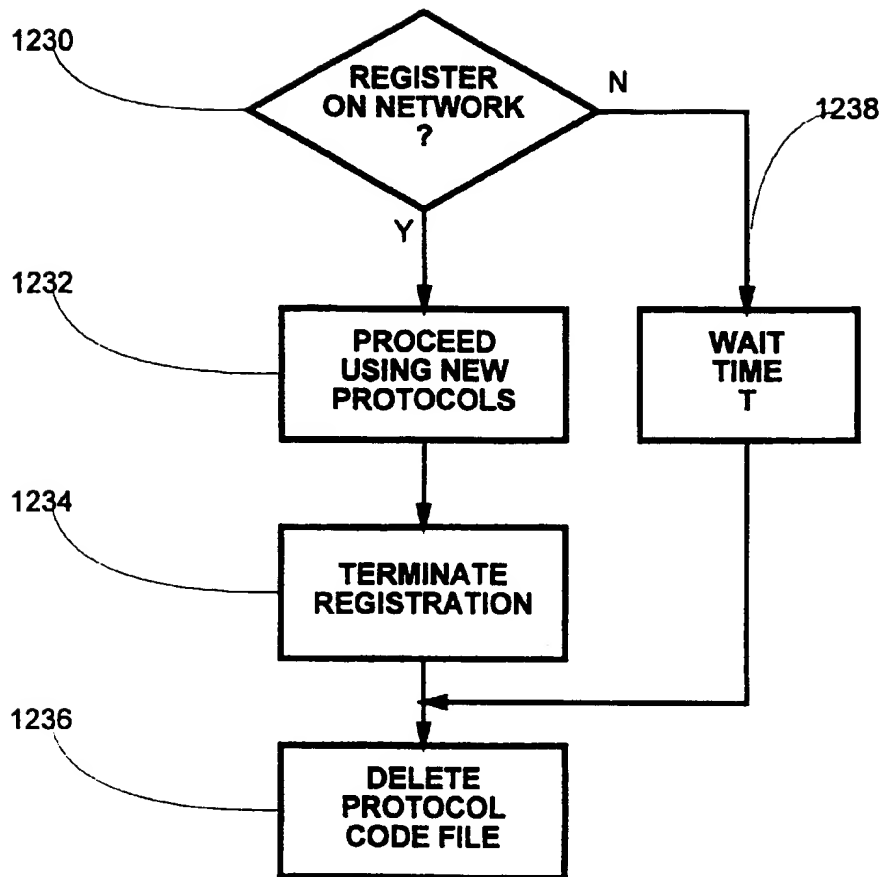 1230
REGISTER
ON NETWORK
?
N
1238
Y
1232
PROCEED
USING NEW
PROTOCOLS
WAIT
TIME
T
1234
TERMINATE
REGISTRATION
1236
DELETE
PROTOCOL
CODE FILE